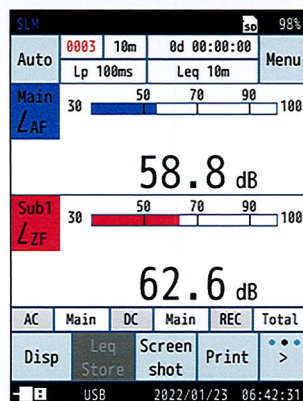 SLM SD 98%
Auto 0003 10m 0d 00:00:00 Menu
Lp 100ms Leq 10m
Main
LAF
30 50 70 90 100
58.8 dB
Sub1
LZF
30 50 70 90 100
62.6 dB
AC Main DC Main REC Total
Disp Leq Store Screen shot Print >
USB 2022/01/23 06:42:31